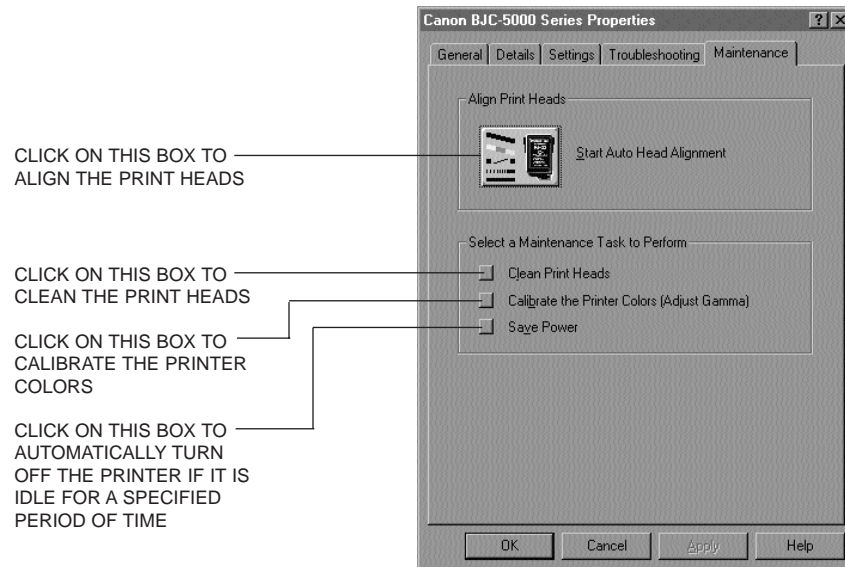 Canon BJC-5000 Series Properties
General Details Settings Troubleshooting Maintenance
Align Print Heads
Start Auto Head Alignment
CLICK ON THIS BOX TO
ALIGN THE PRINT HEADS
Select a Maintenance Task to Perform
Clean Print Heads
CLICK ON THIS BOX TO
CLEAN THE PRINT HEADS
Calibrate the Printer Colors (Adjust Gamma)
CLICK ON THIS BOX TO
CALIBRATE THE PRINTER
COLORS
Save Power
CLICK ON THIS BOX TO
AUTOMATICALLY TURN
OFF THE PRINTER IF IT IS
IDLE FOR A SPECIFIED
PERIOD OF TIME
OK Cancel Apply Help